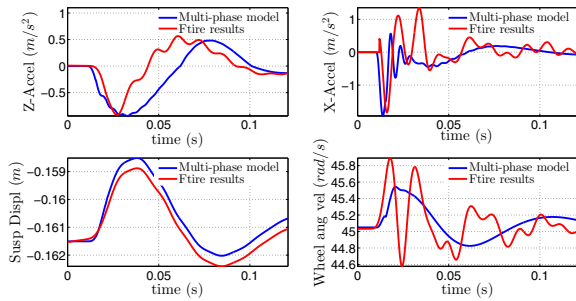 Z-Accel (m/s²)
0.5
0
−0.5
Multi-phase model
Ftire results
0
0.05
0.1
time (s)
X-Accel (m/s²)
1
0
−1
Multi-phase model
Ftire results
0
0.05
0.1
time (s)
Susp Displ (m)
−0.159
−0.16
−0.161
−0.162
Multi-phase model
Ftire results
0
0.05
0.1
time (s)
Wheel ang vel (rad/s)
45.8
45.6
45.2
45
44.8
44.6
Multi-phase model
Ftire results
0
0.05
0.1
time (s)